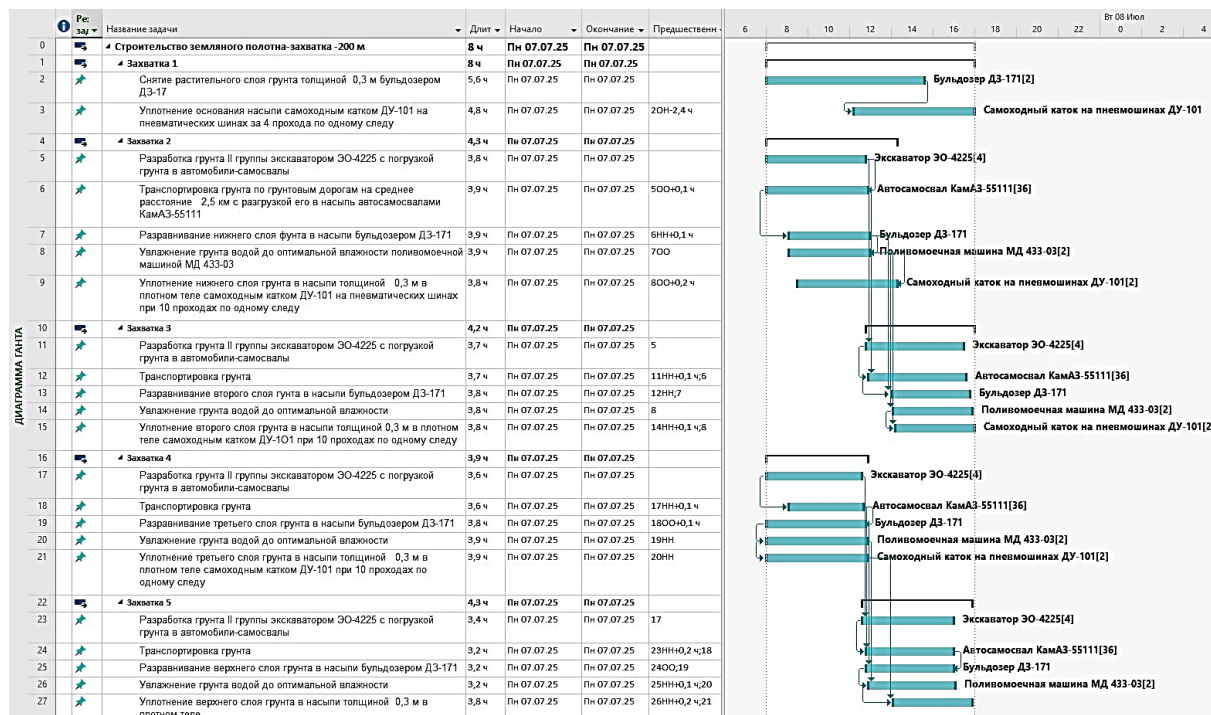 Вт 08 Июл
Ре: зад Название задачи Длит Начало Окончание Предшественн 6 8 10 12 14 16 18 20 22 0 2 4
0 Строительство земляного полотна-захватка -200 м 8 ч Пн 07.07.25 Пн 07.07.25
1 Захватка 1 8 ч Пн 07.07.25 Пн 07.07.25
2 Снятие растительного слоя грунта толщиной 0,3 м бульдозером 5,6 ч Пн 07.07.25 Пн 07.07.25 Бульдозер ДЗ-171[2]
ДЗ-17
3 Уплотнение основания насыпи самоходным катком ДУ-101 на 4,8 ч Пн 07.07.25 Пн 07.07.25 2ОН-2,4 ч Самоходный каток на пневмошинах ДУ-101
пневматических шинах за 4 прохода по одному следу
4 Захватка 2 4,3 ч Пн 07.07.25 Пн 07.07.25
5 Разработка грунта II группы экскаватором ЭО-4225 с погрузкой 3,8 ч Пн 07.07.25 Пн 07.07.25 Экскаватор ЭО-4225[4]
грунта в автомобили-самосвалы
6 Транспортировка грунта по грунтовым дорогам на среднее 3,9 ч Пн 07.07.25 Пн 07.07.25 5ОО+0,1 ч Автосамосвал КамАЗ-55111[36]
расстояние 2,5 км с разгрузкой его в насыпь автосамосвалами
КамАЗ-55111
7 Разравнивание нижнего слоя фунта в насыпи бульдозером ДЗ-171 3,9 ч Пн 07.07.25 Пн 07.07.25 6НН+0,1 ч Бульдозер ДЗ-171
8 Увлажнение грунта водой до оптимальной влажности поливомоечной 3,9 ч Пн 07.07.25 Пн 07.07.25 7ОО Поливомоечная машина МД 433-03[2]
машиной МД 433-03
9 Уплотнение нижнего слоя грунта в насыпи толщиной 0,3 м в 3,8 ч Пн 07.07.25 Пн 07.07.25 8ОО+0,2 ч Самоходный каток на пневмошинах ДУ-101[2]
плотном теле самоходным катком ДУ-101 на пневматических шинах
при 10 проходах по одному следу
10 Захватка 3 4,2 ч Пн 07.07.25 Пн 07.07.25
11 Разработка грунта II группы экскаватором ЭО-4225 с погрузкой 3,7 ч Пн 07.07.25 Пн 07.07.25 5 Экскаватор ЭО-4225[4]
грунта в автомобили-самосвалы
12 Транспортировка грунта 3,7 ч Пн 07.07.25 Пн 07.07.25 11НН+0,1 ч;6 Автосамосвал КамАЗ-55111[36]
13 Разравнивание второго слоя грунта в насыпи бульдозером ДЗ-171 3,8 ч Пн 07.07.25 Пн 07.07.25 12НН;7 Бульдозер ДЗ-171
14 Увлажнение грунта водой до оптимальной влажности 3,8 ч Пн 07.07.25 Пн 07.07.25 8 Поливомоечная машина МД 433-03[2]
15 Уплотнение второго слоя грунта в насыпи толщиной 0,3 м в плотном 3,8 ч Пн 07.07.25 Пн 07.07.25 14НН+0,1 ч;8 Самоходный каток на пневмошинах ДУ-101[2
теле самоходным катком ДУ-1О1 при 10 проходах по одному следу
16 Захватка 4 3,9 ч Пн 07.07.25 Пн 07.07.25
17 Разработка грунта II группы экскаватором ЭО-4225 с погрузкой 3,6 ч Пн 07.07.25 Пн 07.07.25 Экскаватор ЭО-4225[4]
грунта в автомобили-самосвалы
18 Транспортировка грунта 3,6 ч Пн 07.07.25 Пн 07.07.25 17НН+0,1 ч Автосамосвал КамАЗ-55111[36]
19 Разравнивание третьего слоя грунта в насыпи бульдозером ДЗ-171 3,8 ч Пн 07.07.25 Пн 07.07.25 18ОО+0,1 ч Бульдозер ДЗ-171
20 Увлажнение грунта водой до оптимальной влажности 3,9 ч Пн 07.07.25 Пн 07.07.25 19НН Поливомоечная машина МД 433-03[2]
21 Уплотнение третьего слоя грунта в насыпи толщиной 0,3 м в 3,9 ч Пн 07.07.25 Пн 07.07.25 20НН Самоходный каток на пневмошинах ДУ-101[2]
плотном теле самоходным катком ДУ-101 при 10 проходах по
одному следу
22 Захватка 5 4,3 ч Пн 07.07.25 Пн 07.07.25
23 Разработка грунта II группы экскаватором ЭО-4225 с погрузкой 3,4 ч Пн 07.07.25 Пн 07.07.25 17 Экскаватор ЭО-4225[4]
грунта в автомобили-самосвалы
24 Транспортировка грунта 3,2 ч Пн 07.07.25 Пн 07.07.25 23НН+0,2 ч;18 Автосамосвал КамАЗ-55111[36]
25 Разравнивание верхнего слоя грунта в насыпи бульдозером ДЗ-171 3,2 ч Пн 07.07.25 Пн 07.07.25 24ОО;19 Бульдозер ДЗ-171
26 Увлажнение грунта водой до оптимальной влажности 3,2 ч Пн 07.07.25 Пн 07.07.25 25НН+0,1 ч;20 Поливомоечная машина МД 433-03[2]
27 Уплотнение верхнего слоя грунта в насыпи толщиной 0,3 м в 3,8 ч Пн 07.07.25 Пн 07.07.25 26НН+0,2 ч;21
плотном теле
ДИАГРАММА ГАНТА